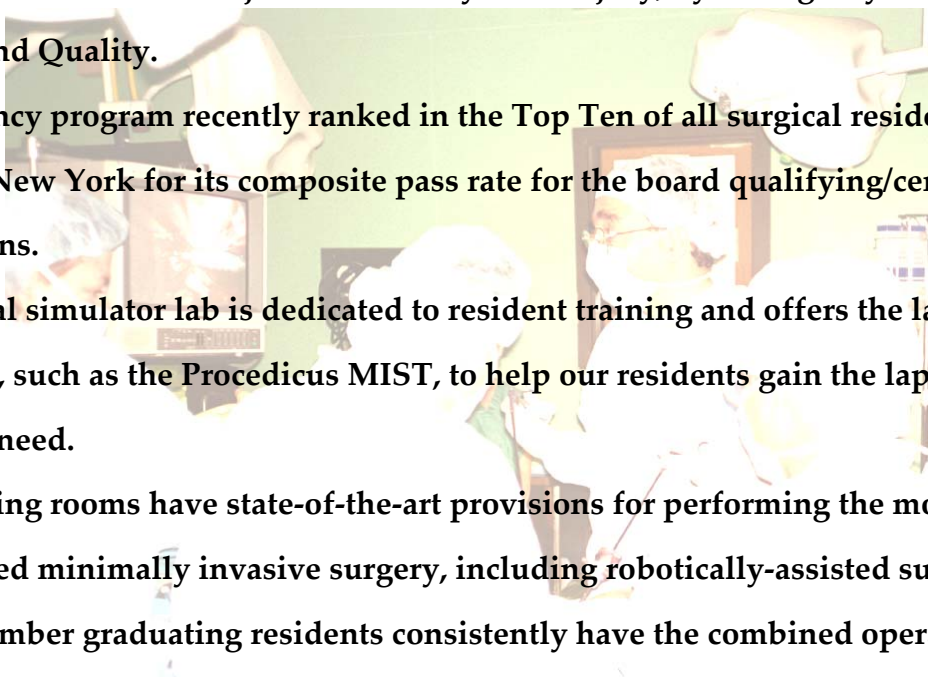 nd Quality.
ncy program recently ranked in the Top Ten of all surgical reside
New York for its composite pass rate for the board qualifying/cer
ns.
al simulator lab is dedicated to resident training and offers the la
, such as the Procedicus MIST, to help our residents gain the lap
need.
ing rooms have state-of-the-art provisions for performing the mo
ed minimally invasive surgery, including robotically-assisted su
mber graduating residents consistently have the combined oper